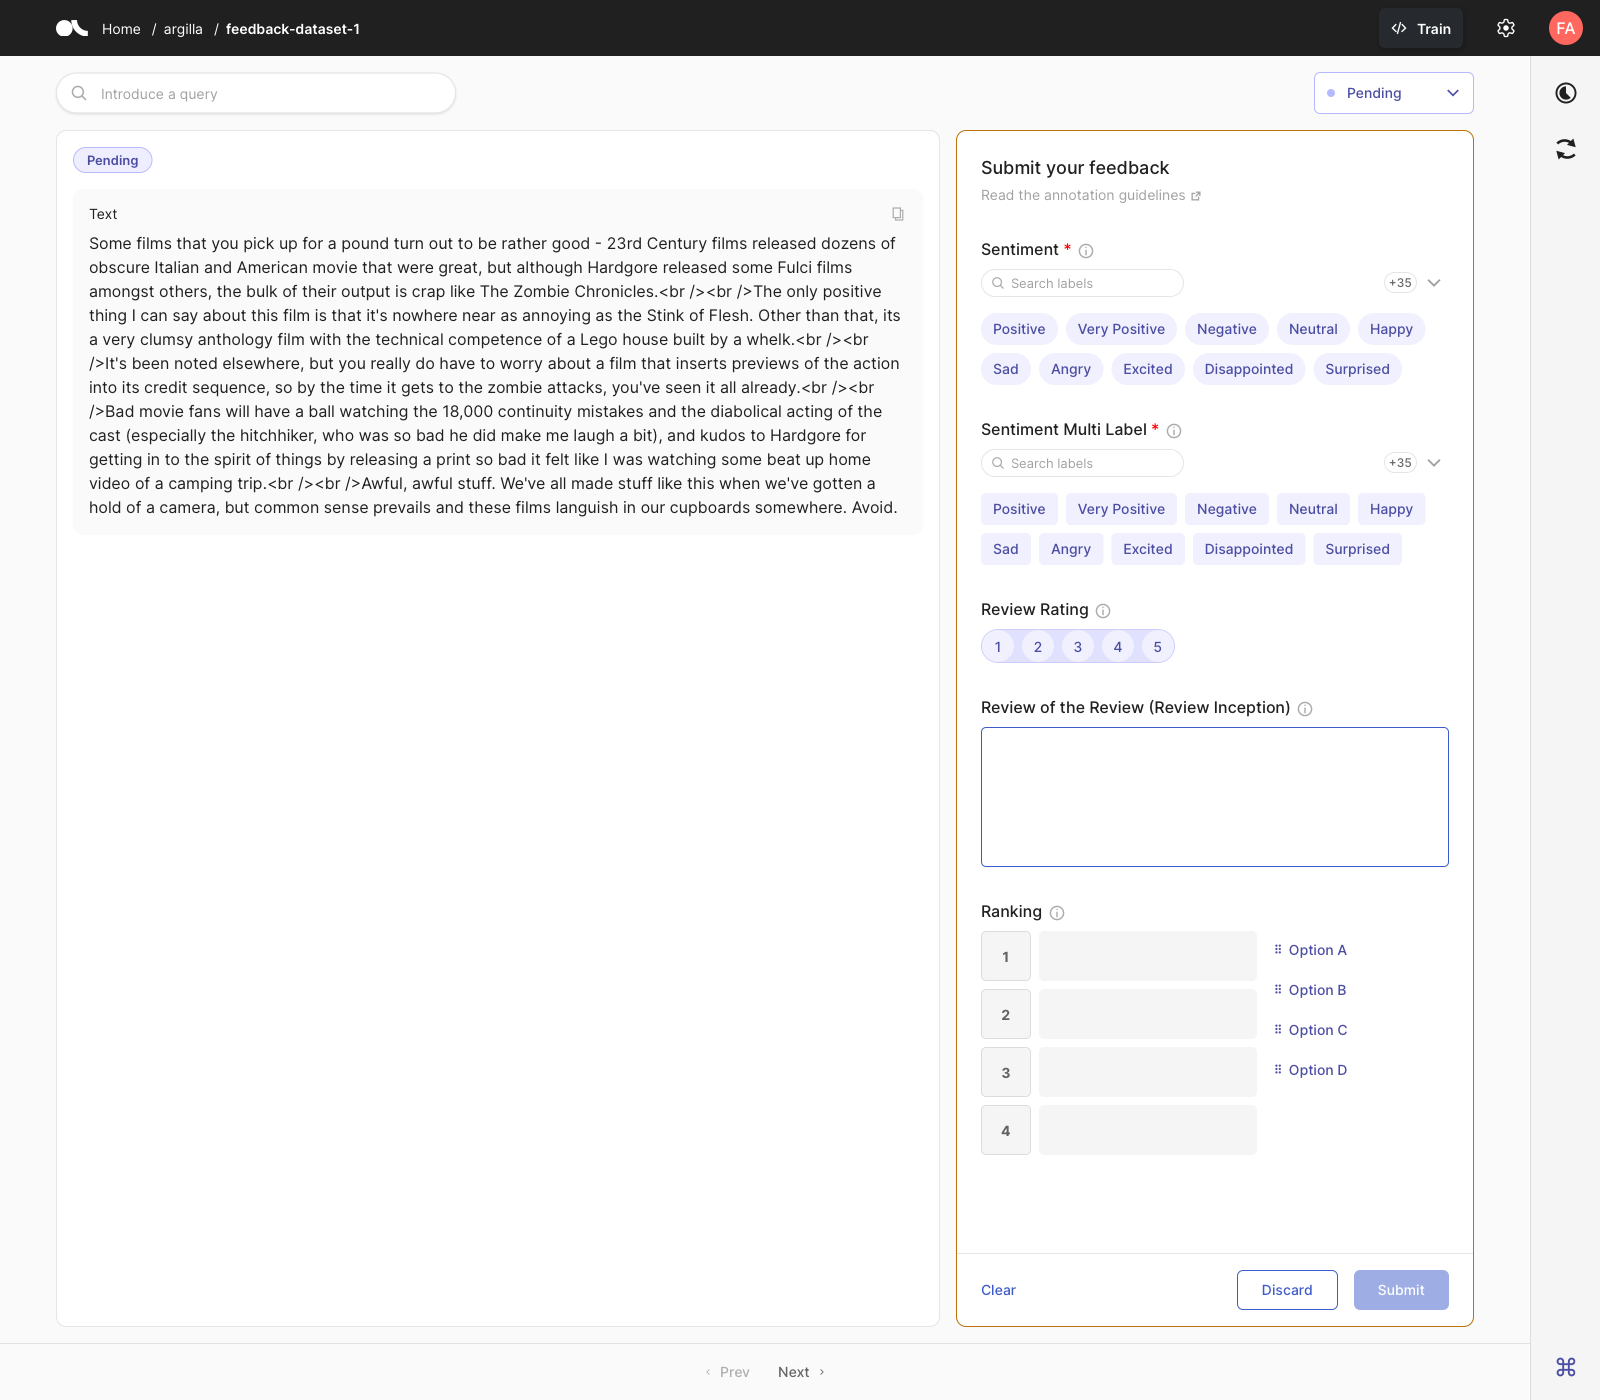 Home / argilla / feedback-dataset-1
Train
FA
Introduce a query
Pending
Pending
Text
Some films that you pick up for a pound turn out to be rather good - 23rd Century films released dozens of
obscure Italian and American movie that were great, but although Hardgore released some Fulci films
amongst others, the bulk of their output is crap like The Zombie Chronicles.<br /><br />The only positive
thing I can say about this film is that it's nowhere near as annoying as the Stink of Flesh. Other than that, its
a very clumsy anthology film with the technical competence of a Lego house built by a whelk.<br /><br
/>It's been noted elsewhere, but you really do have to worry about a film that inserts previews of the action
into its credit sequence, so by the time it gets to the zombie attacks, you've seen it all already.<br /><br
/>Bad movie fans will have a ball watching the 18,000 continuity mistakes and the diabolical acting of the
cast (especially the hitchhiker, who was so bad he did make me laugh a bit), and kudos to Hardgore for
getting in to the spirit of things by releasing a print so bad it felt like I was watching some beat up home
video of a camping trip.<br /><br />Awful, awful stuff. We've all made stuff like this when we've gotten a
hold of a camera, but common sense prevails and these films languish in our cupboards somewhere. Avoid.
Submit your feedback
Read the annotation guidelines
Sentiment *
Search labels
+35
Positive Very Positive Negative Neutral Happy
Sad Angry Excited Disappointed Surprised
Sentiment Multi Label *
Search labels
+35
Positive Very Positive Negative Neutral Happy
Sad Angry Excited Disappointed Surprised
Review Rating
1 2 3 4 5
Review of the Review (Review Inception)
Ranking
1
2
3
4
Option A
Option B
Option C
Option D
Clear
Discard
Submit
Prev
Next